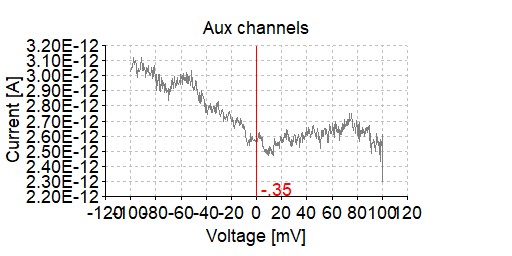 Aux channels
3.20E-12
3.10E-12
3.00E-12
2.90E-12
2.80E-12
2.70E-12
2.60E-12
2.50E-12
2.40E-12
2.30E-12
2.20E-12
Current [A]
-.35
-120 -100 -80 -60 -40 -20 0 20 40 60 80 100 120
Voltage [mV]